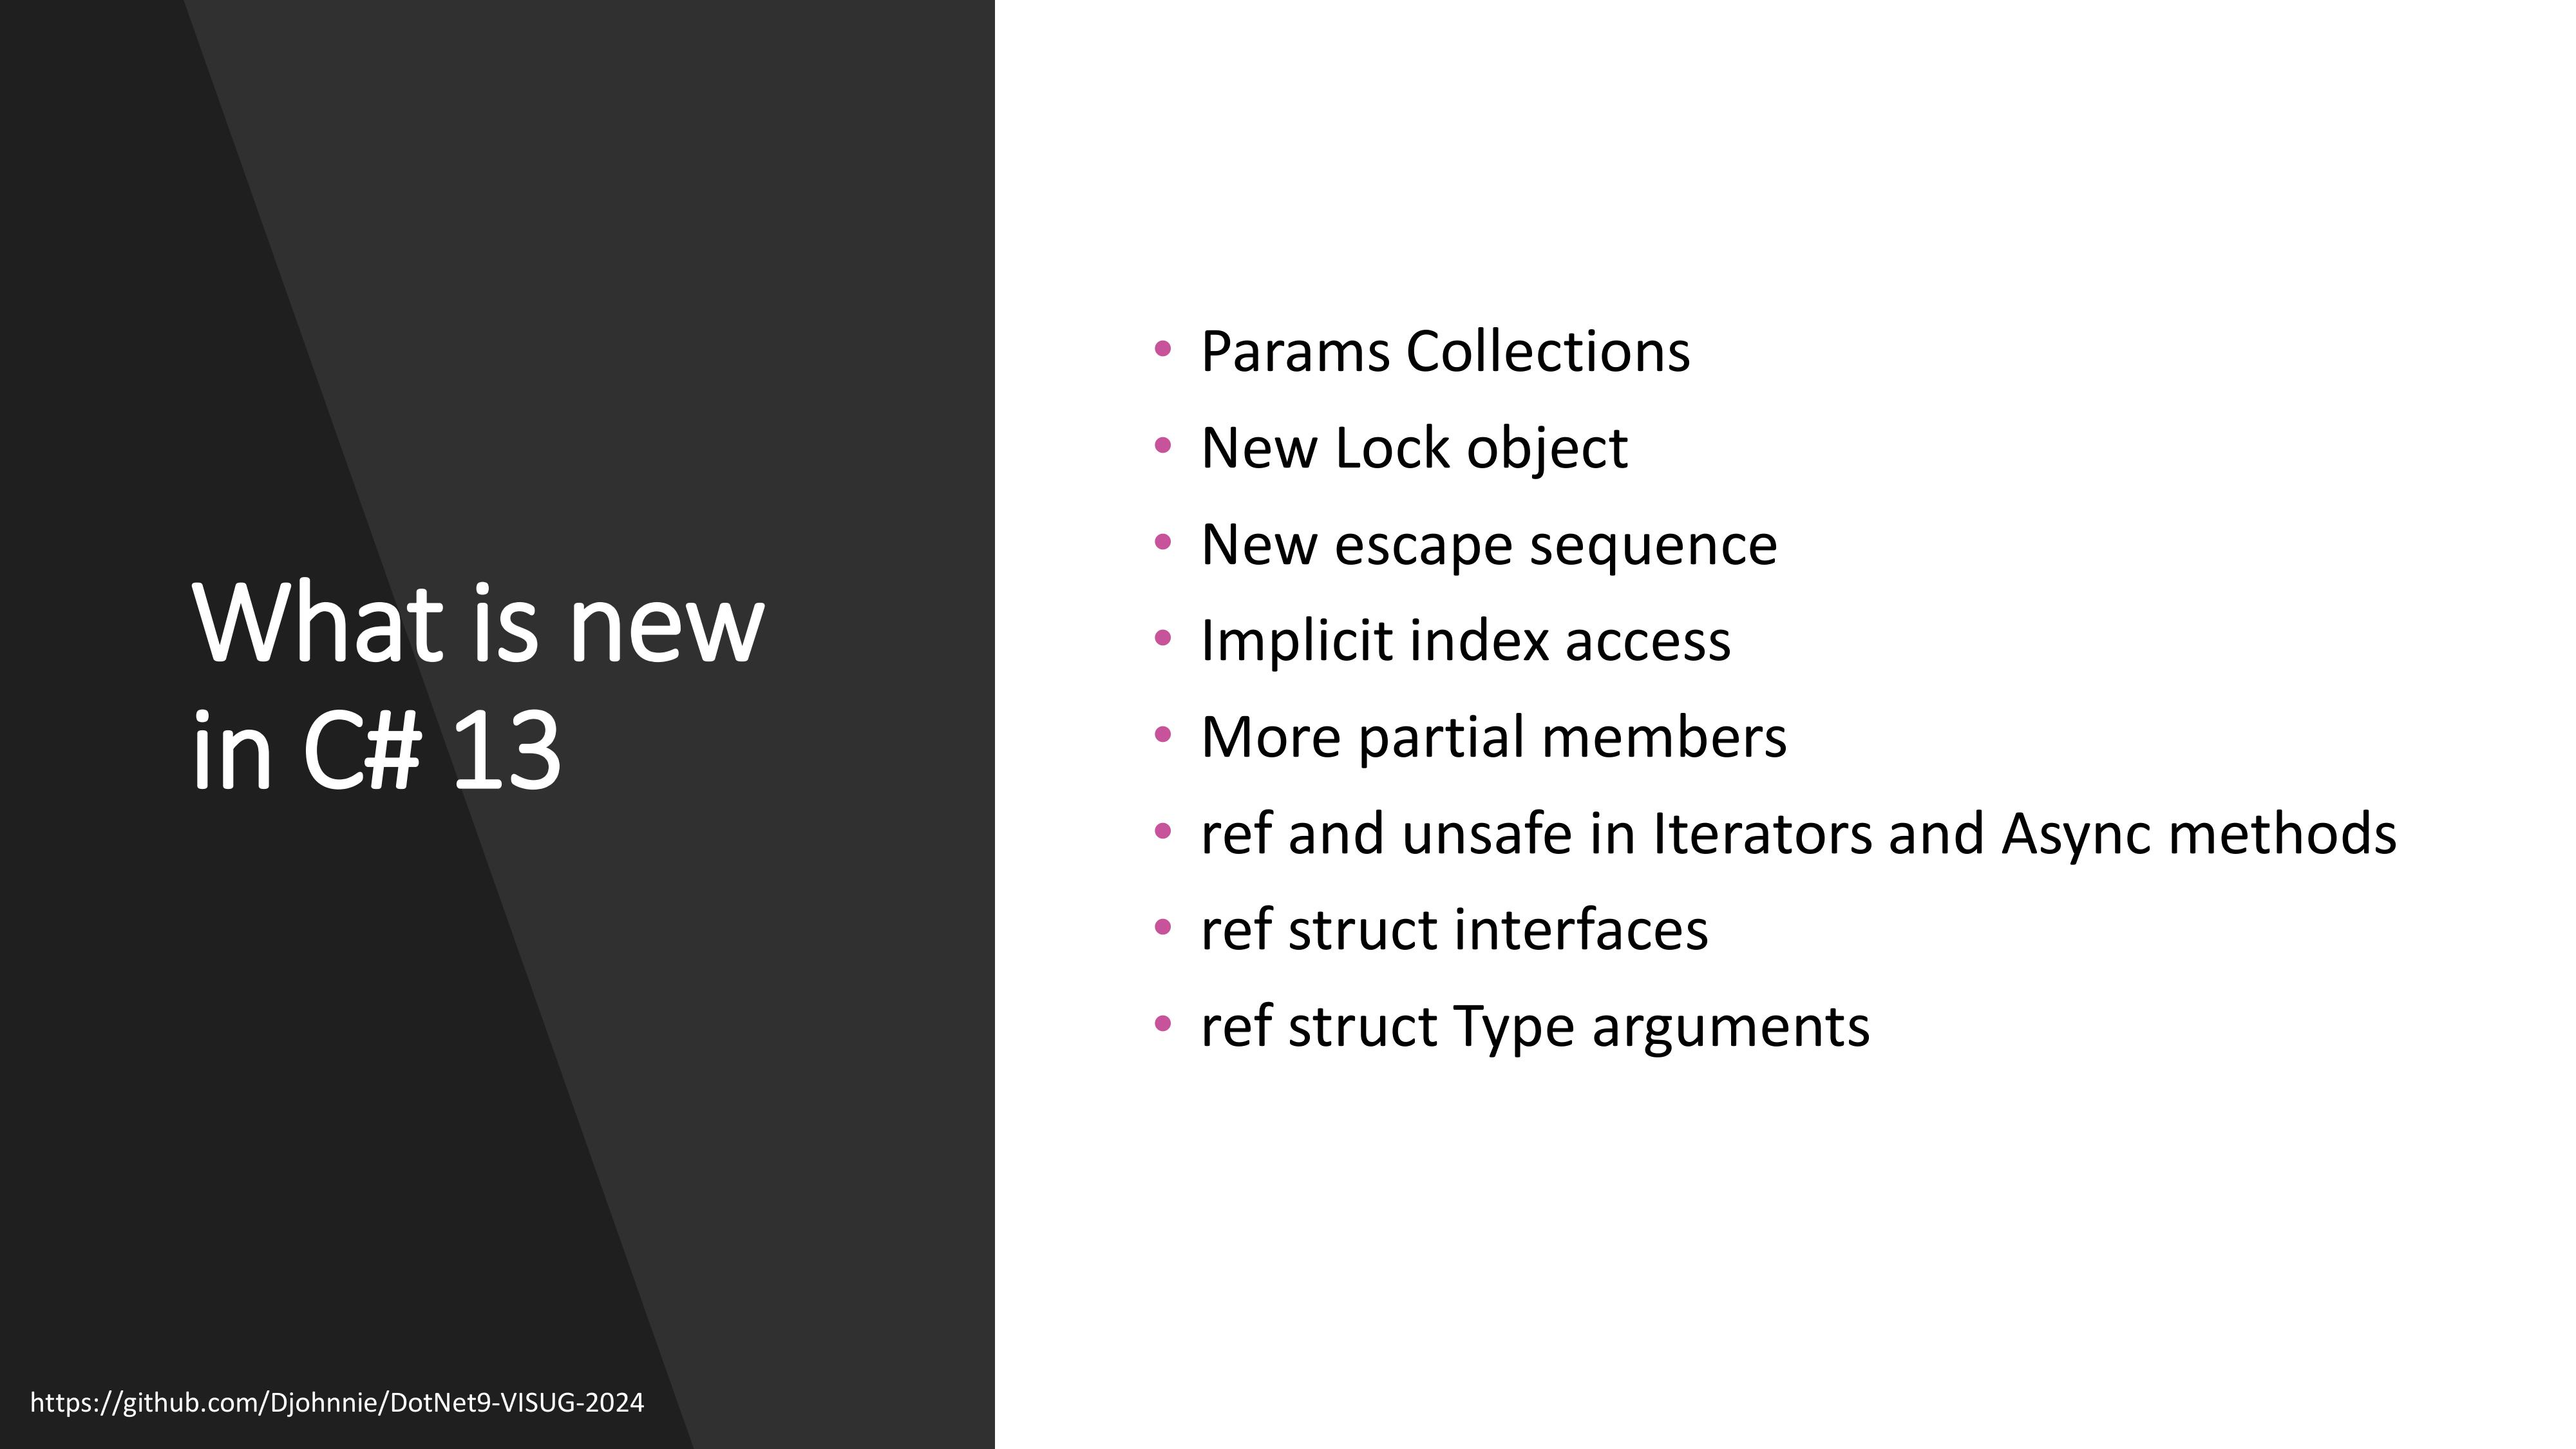 What is new
in C# 13
• Params Collections
• New Lock object
• New escape sequence
• Implicit index access
• More partial members
• ref and unsafe in Iterators and Async methods
• ref struct interfaces
• ref struct Type arguments
https://github.com/Djohnnie/DotNet9-VISUG-2024